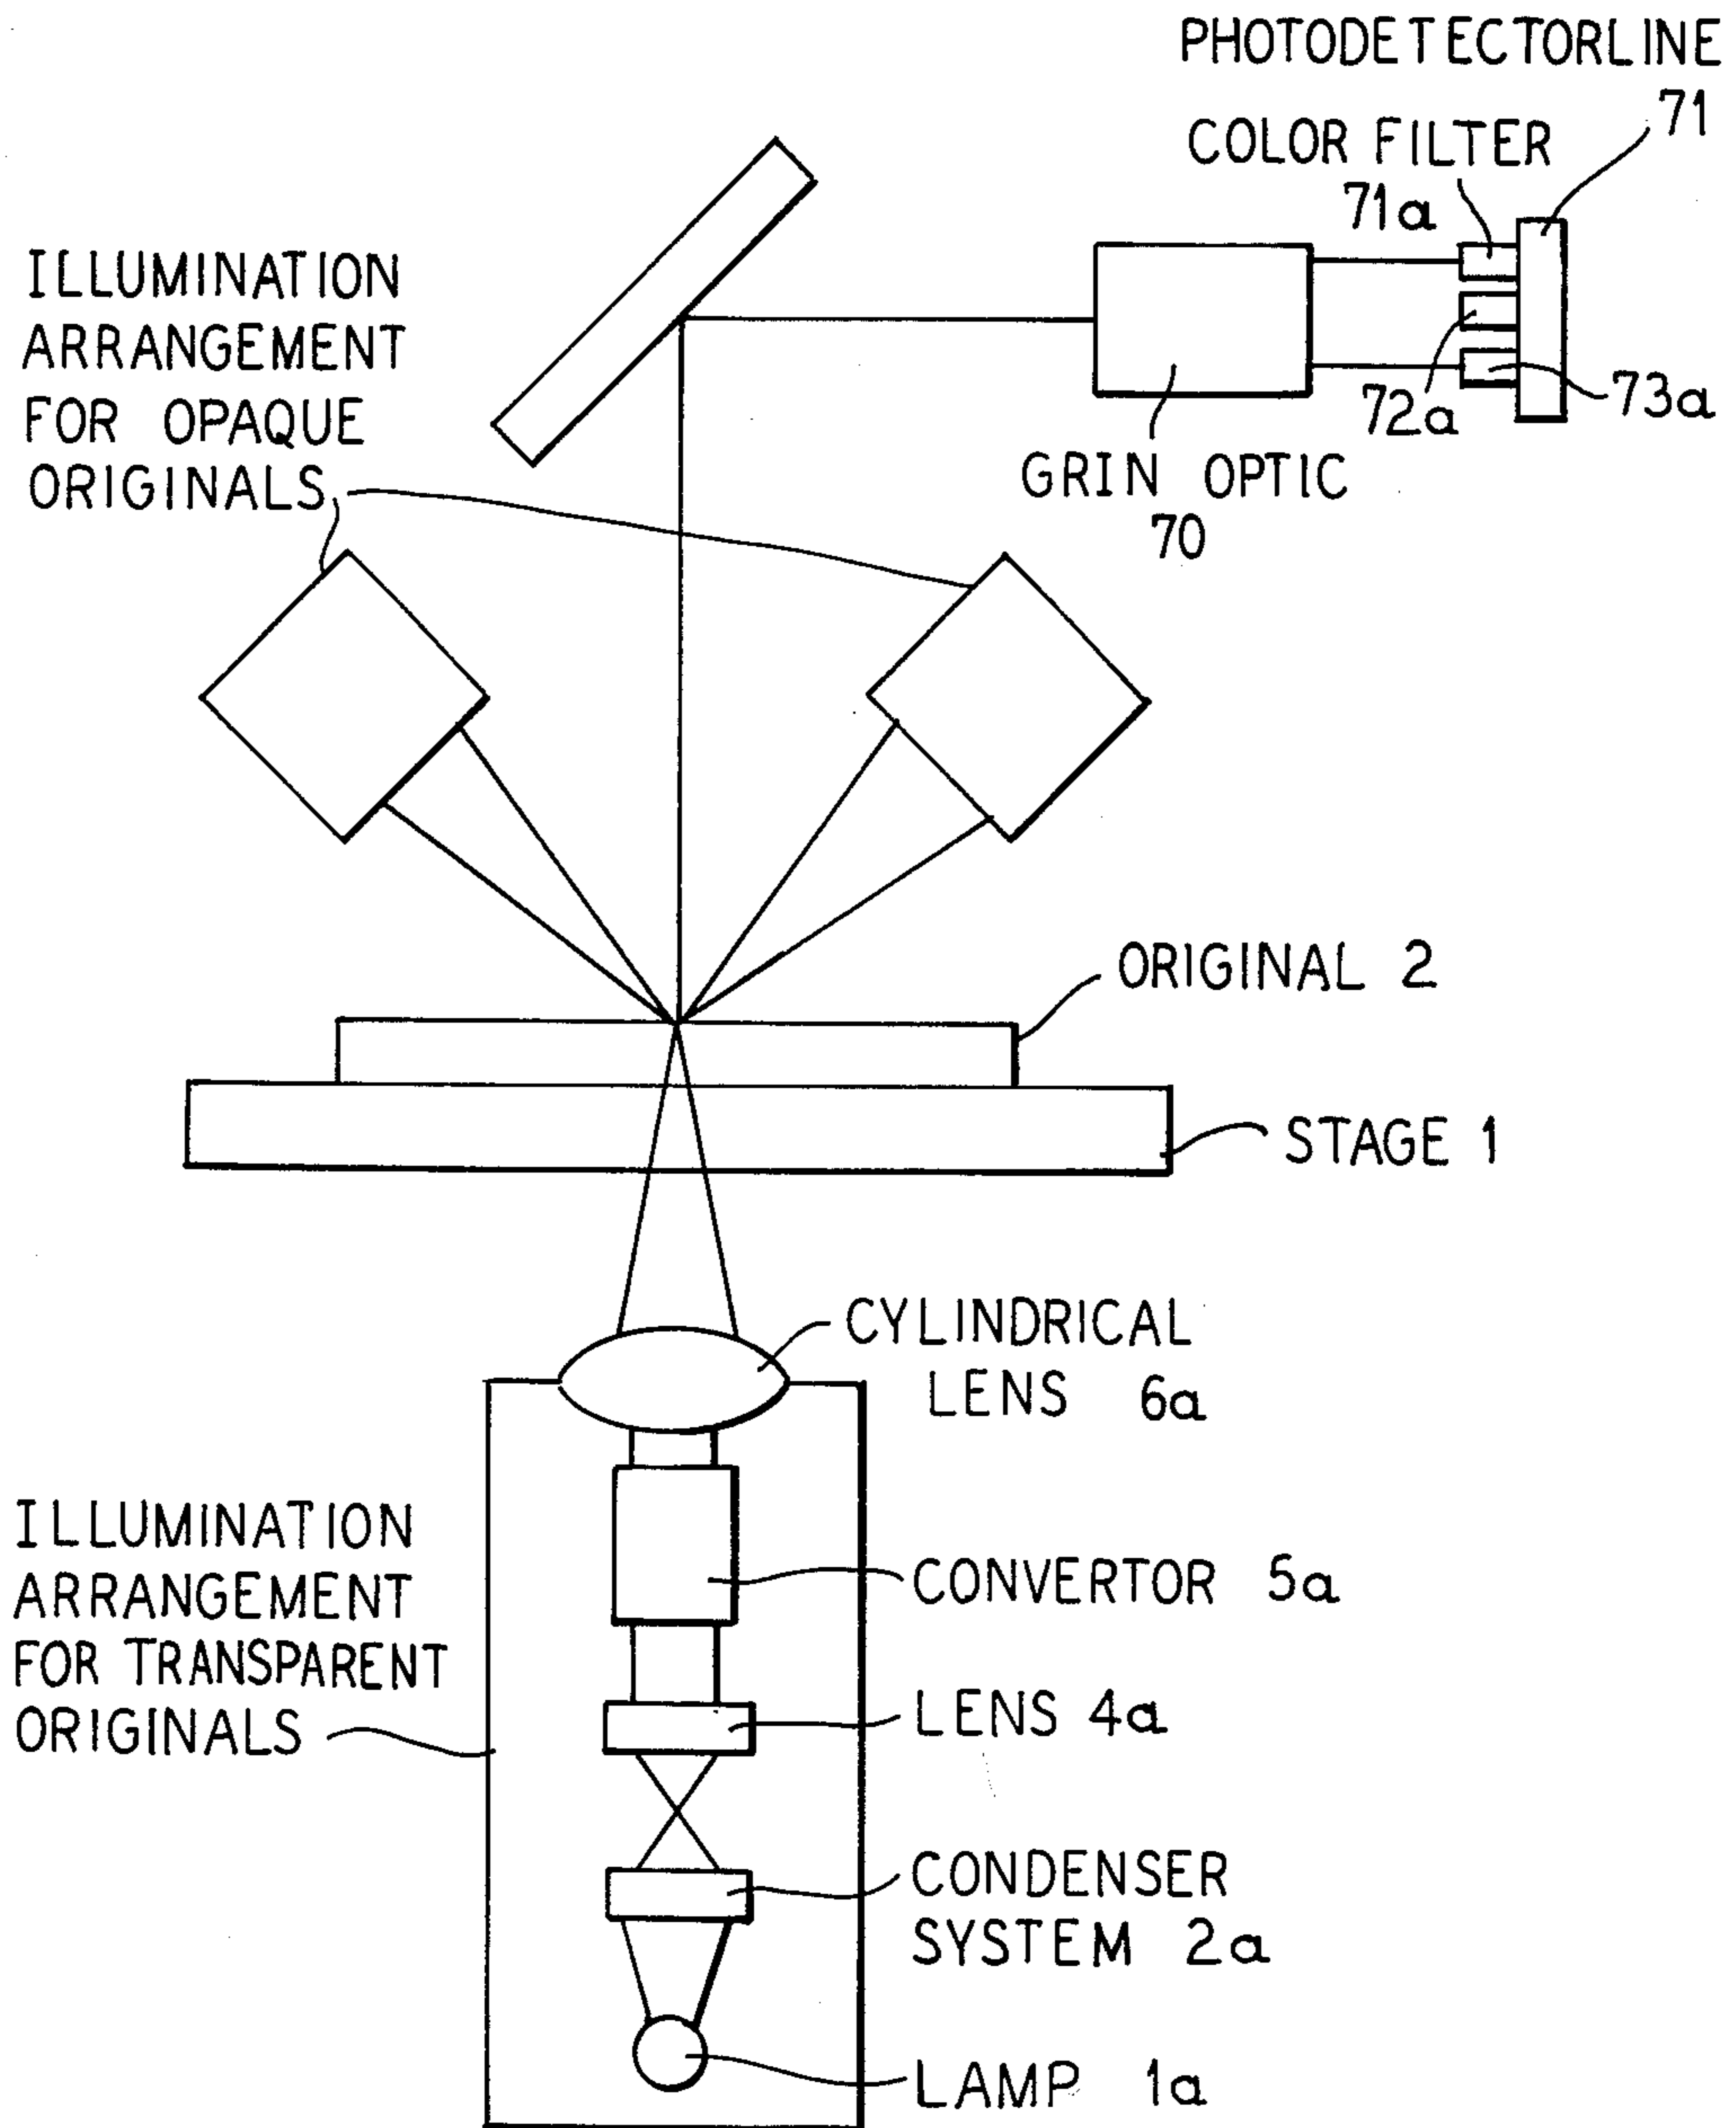 PHOTODETECTORLINE
71
COLOR FILTER
71a
ILLUMINATION
ARRANGEMENT
FOR OPAQUE
ORIGINALS
72a
73a
GRIN OPTIC
70
ORIGINAL 2
STAGE 1
CYLINDRICAL
LENS 6a
ILLUMINATION
ARRANGEMENT
FOR TRANSPARENT
ORIGINALS
CONVERTOR 5a
LENS 4a
CONDENSER
SYSTEM 2a
LAMP 1a